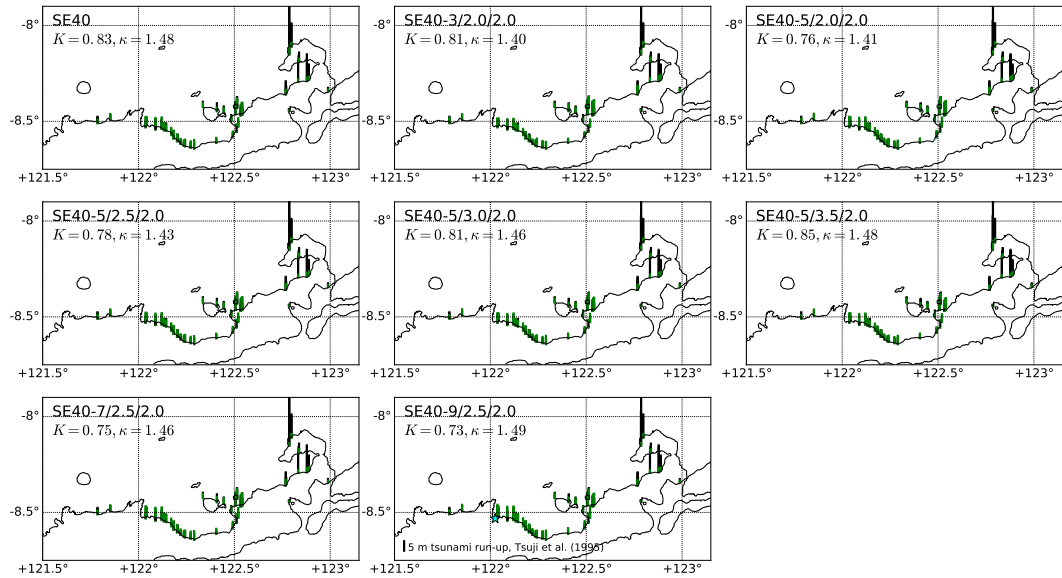 SE40
K = 0.83, κ = 1.48
-8°
-8.5°
+121.5°
+122°
+122.5°
+123°
SE40-3/2.0/2.0
K = 0.81, κ = 1.40
-8°
-8.5°
+121.5°
+122°
+122.5°
+123°
SE40-5/2.0/2.0
K = 0.76, κ = 1.41
-8°
-8.5°
+121.5°
+122°
+122.5°
+123°
SE40-5/2.5/2.0
K = 0.78, κ = 1.43
-8°
-8.5°
+121.5°
+122°
+122.5°
+123°
SE40-5/3.0/2.0
K = 0.81, κ = 1.46
-8°
-8.5°
+121.5°
+122°
+122.5°
+123°
SE40-5/3.5/2.0
K = 0.85, κ = 1.48
-8°
-8.5°
+121.5°
+122°
+122.5°
+123°
SE40-7/2.5/2.0
K = 0.75, κ = 1.46
-8°
-8.5°
+121.5°
+122°
+122.5°
+123°
SE40-9/2.5/2.0
K = 0.73, κ = 1.49
-8°
-8.5°
5 m tsunami run-up, Tsuji et al. (1995)
+121.5°
+122°
+122.5°
+123°